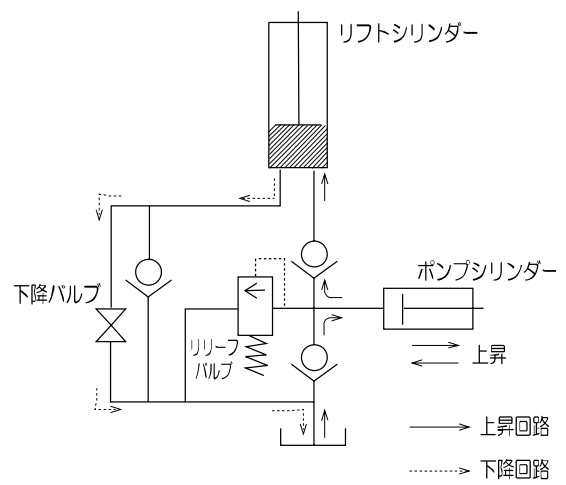 リフトシリンダー
ポンプシリンダー
下降バルブ
リリーフ
バルブ
上昇
上昇回路
下降回路